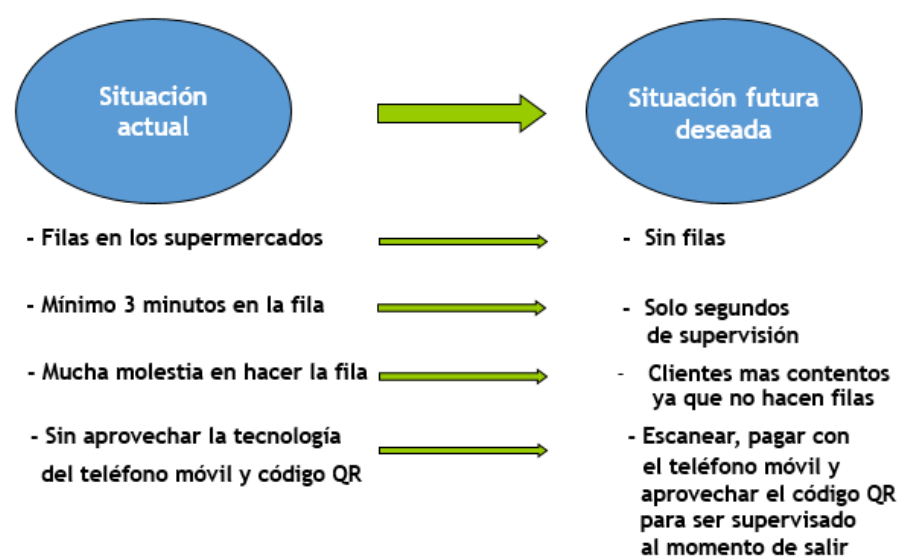 Situación
actual
Situación futura
deseada
- Filas en los supermercados
- Sin filas
- Mínimo 3 minutos en la fila
- Solo segundos
de supervisión
- Mucha molestia en hacer la fila
- Clientes mas contentos
ya que no hacen filas
- Sin aprovechar la tecnología
del teléfono móvil y código QR
- Escanear, pagar con
el teléfono móvil y
aprovechar el código QR
para ser supervisado
al momento de salir